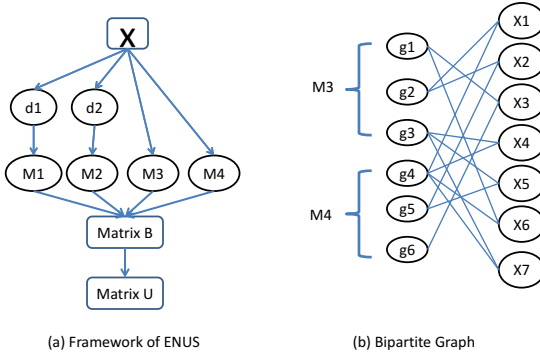 X
d1 d2
M1 M2 M3 M4
Matrix B
Matrix U
(a) Framework of ENUS
M3
M4
g1
g2
g3
g4
g5
g6
X1
X2
X3
X4
X5
X6
X7
(b) Bipartite Graph